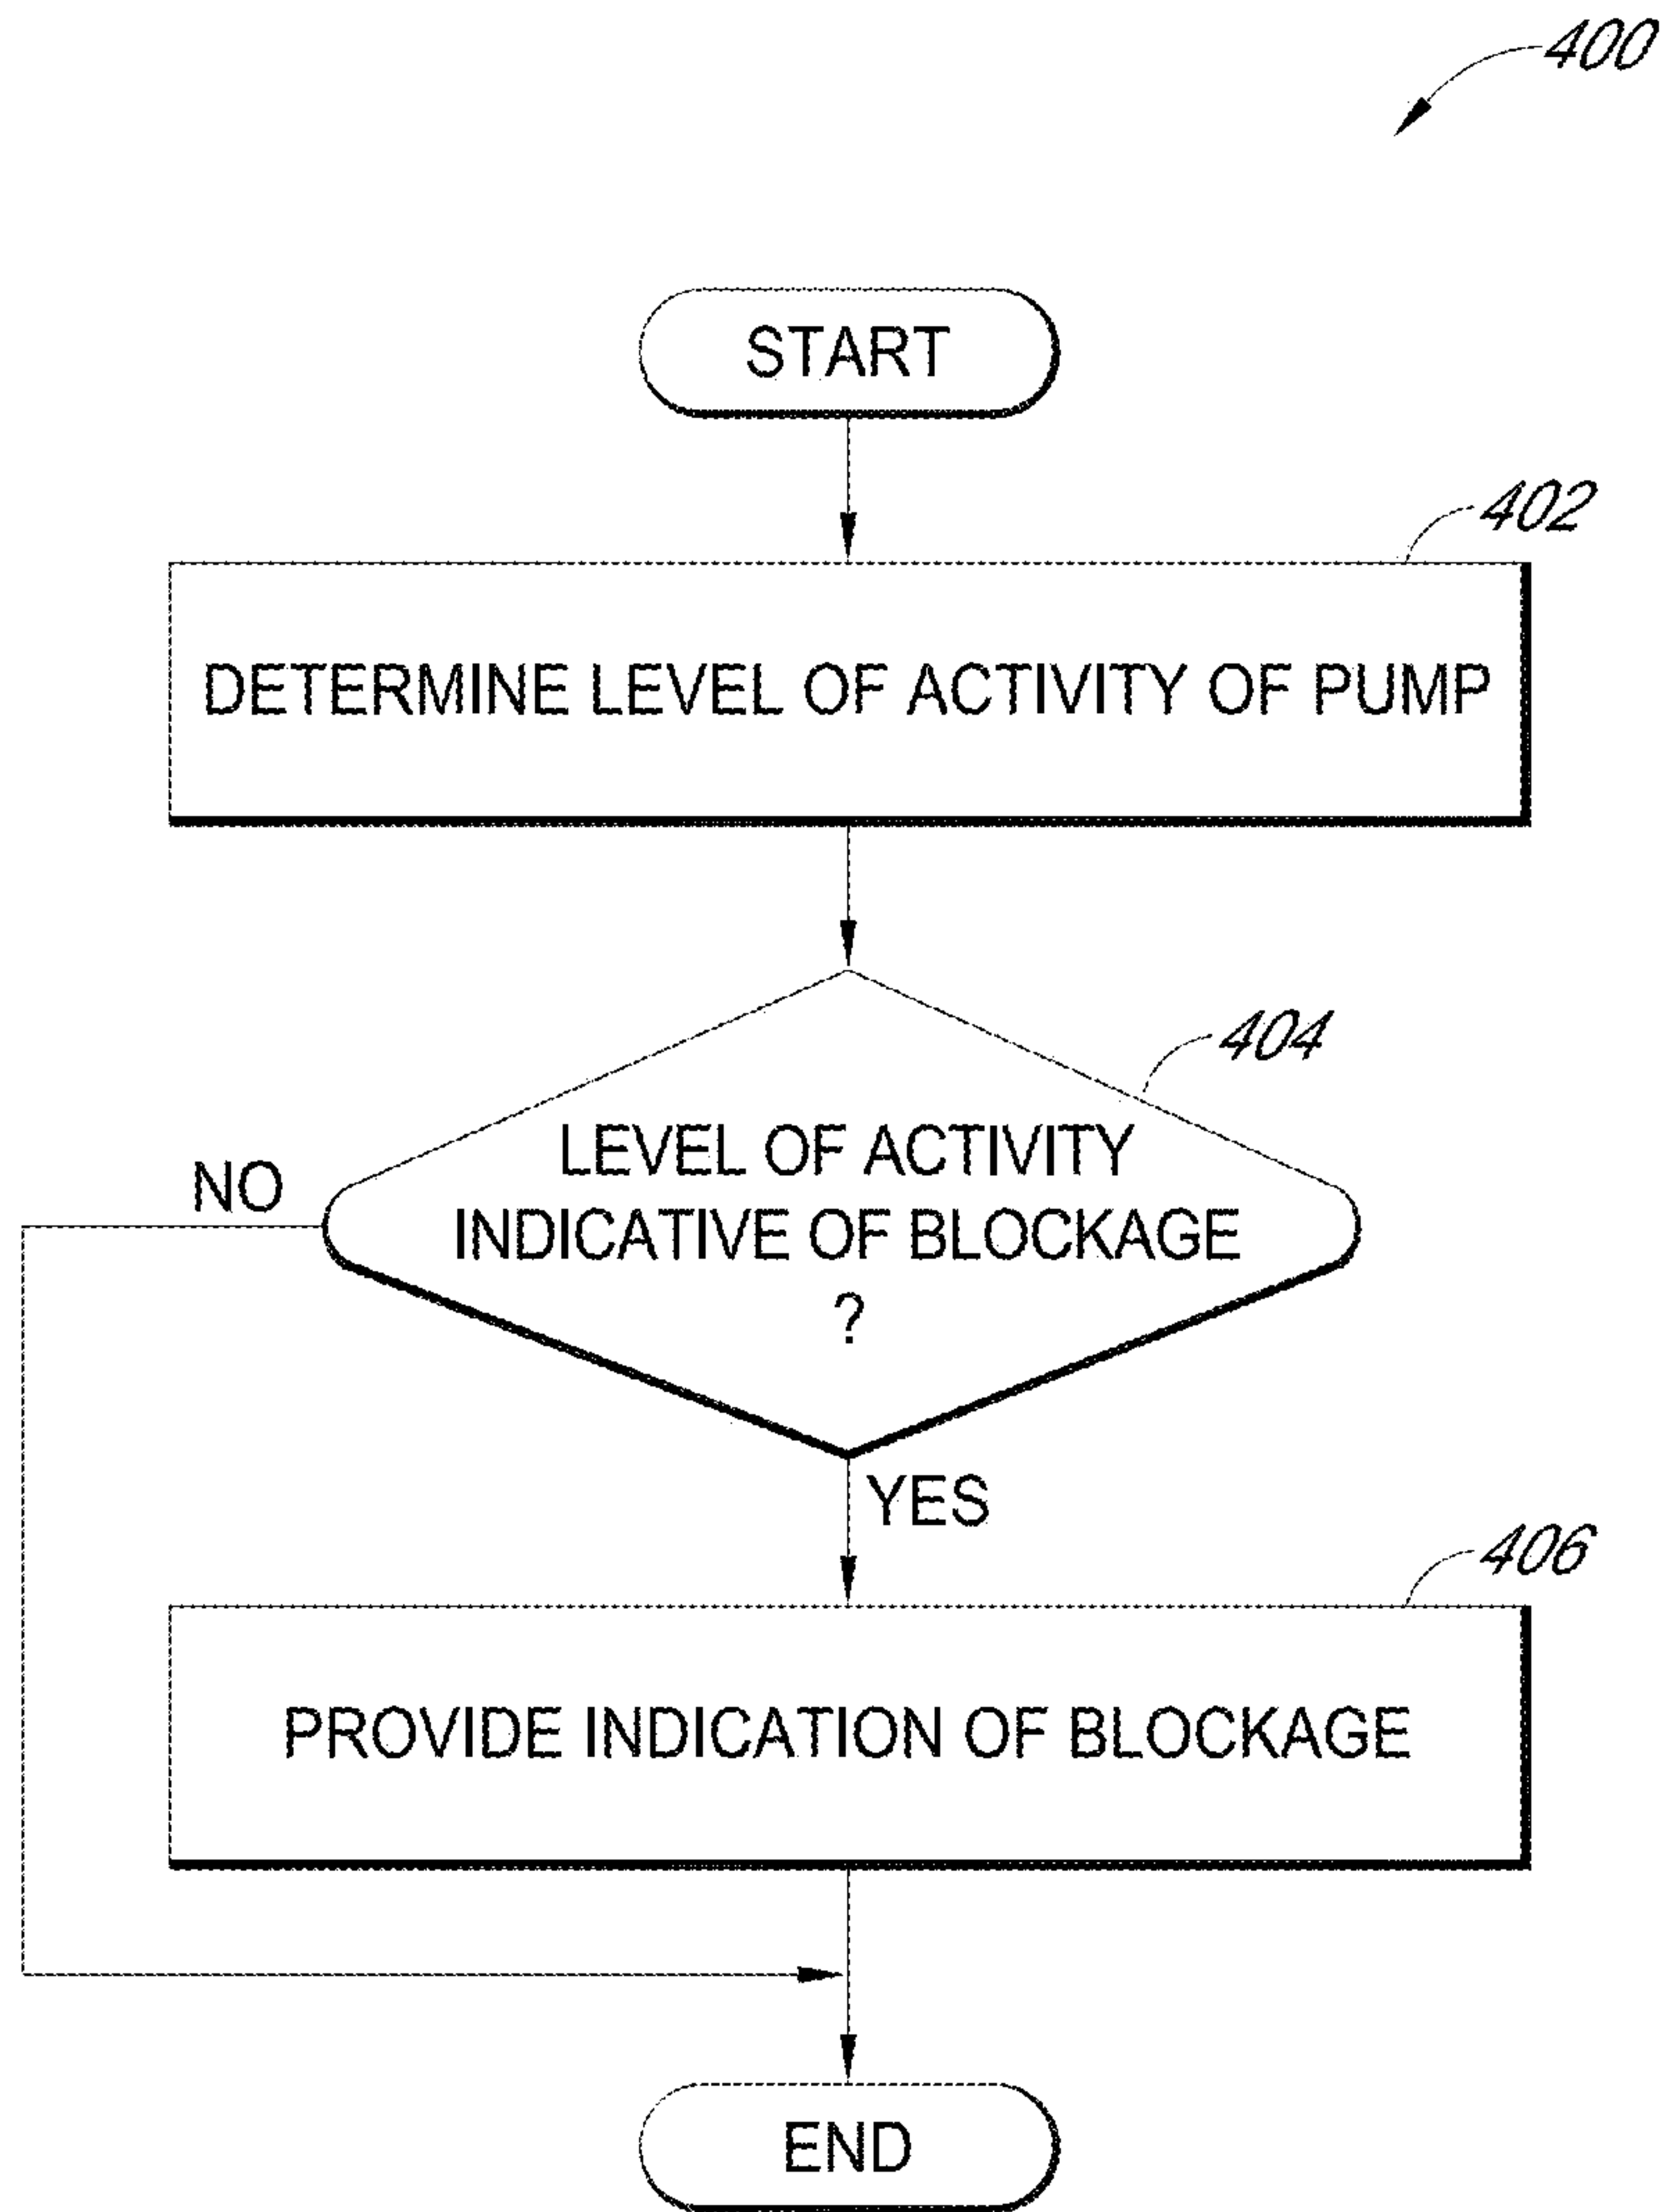 400
START
402
DETERMINE LEVEL OF ACTIVITY OF PUMP
404
LEVEL OF ACTIVITY
INDICATIVE OF BLOCKAGE
?
NO
YES
406
PROVIDE INDICATION OF BLOCKAGE
END